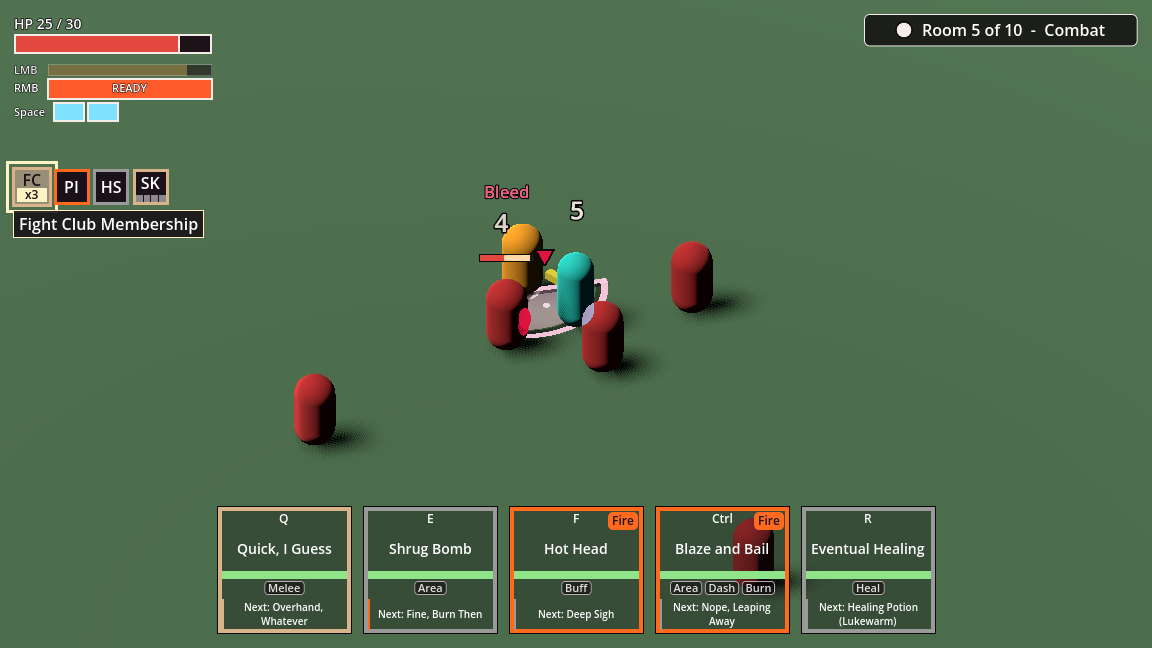 HP 25 / 30
Room 5 of 10 - Combat
LMB
RMB
READY
Space
FC
x3
PI
HS
SK
Fight Club Membership
Bleed
4
5
Q
Quick, I Guess
Melee
Next: Overhand,
Whatever
E
Shrug Bomb
Area
Next: Fine, Burn Then
F
Fire
Hot Head
Buff
Next: Deep Sigh
Ctrl
Fire
Blaze and Bail
Area
Dash
Burn
Next: Nope, Leaping
Away
R
Eventual Healing
Heal
Next: Healing Potion
(Lukewarm)